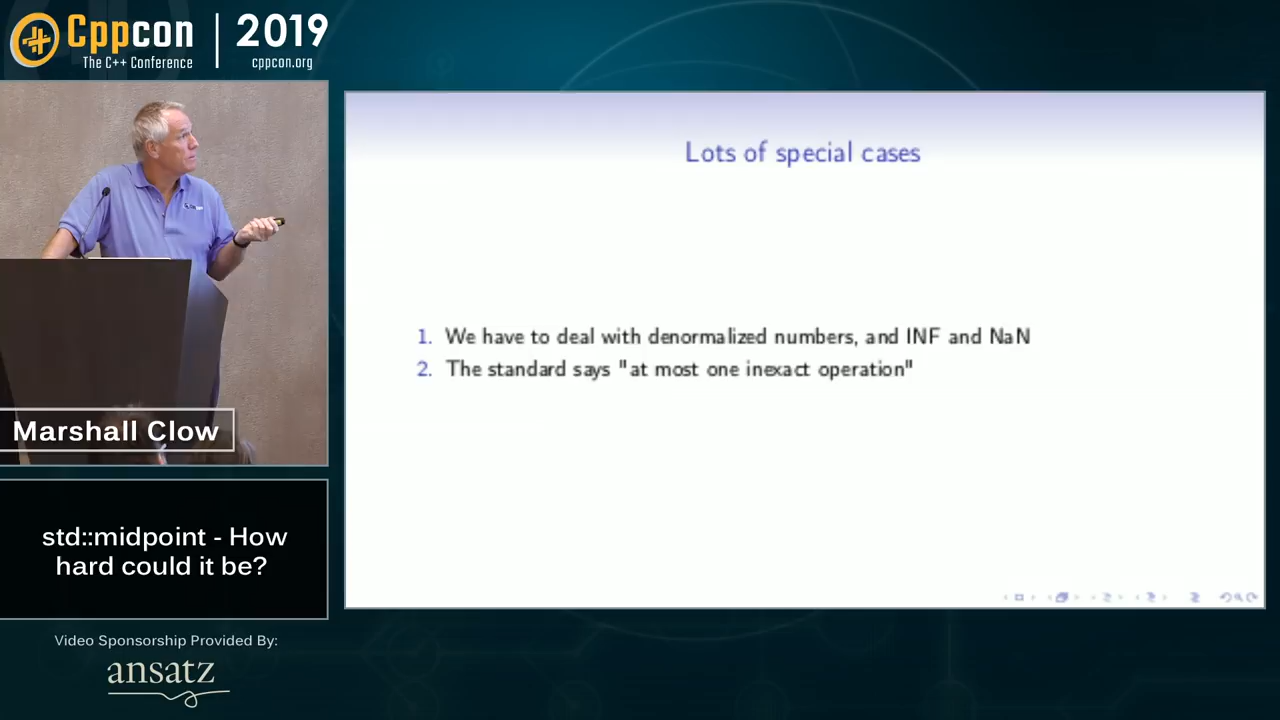 Cppcon | 2019
The C++ Conference
cppcon.org
Lots of special cases
1. We have to deal with denormalized numbers, and INF and NaN
2. The standard says "at most one inexact operation"
Marshall Clow
std::midpoint - How
hard could it be?
Video Sponsorship Provided By:
ansatz